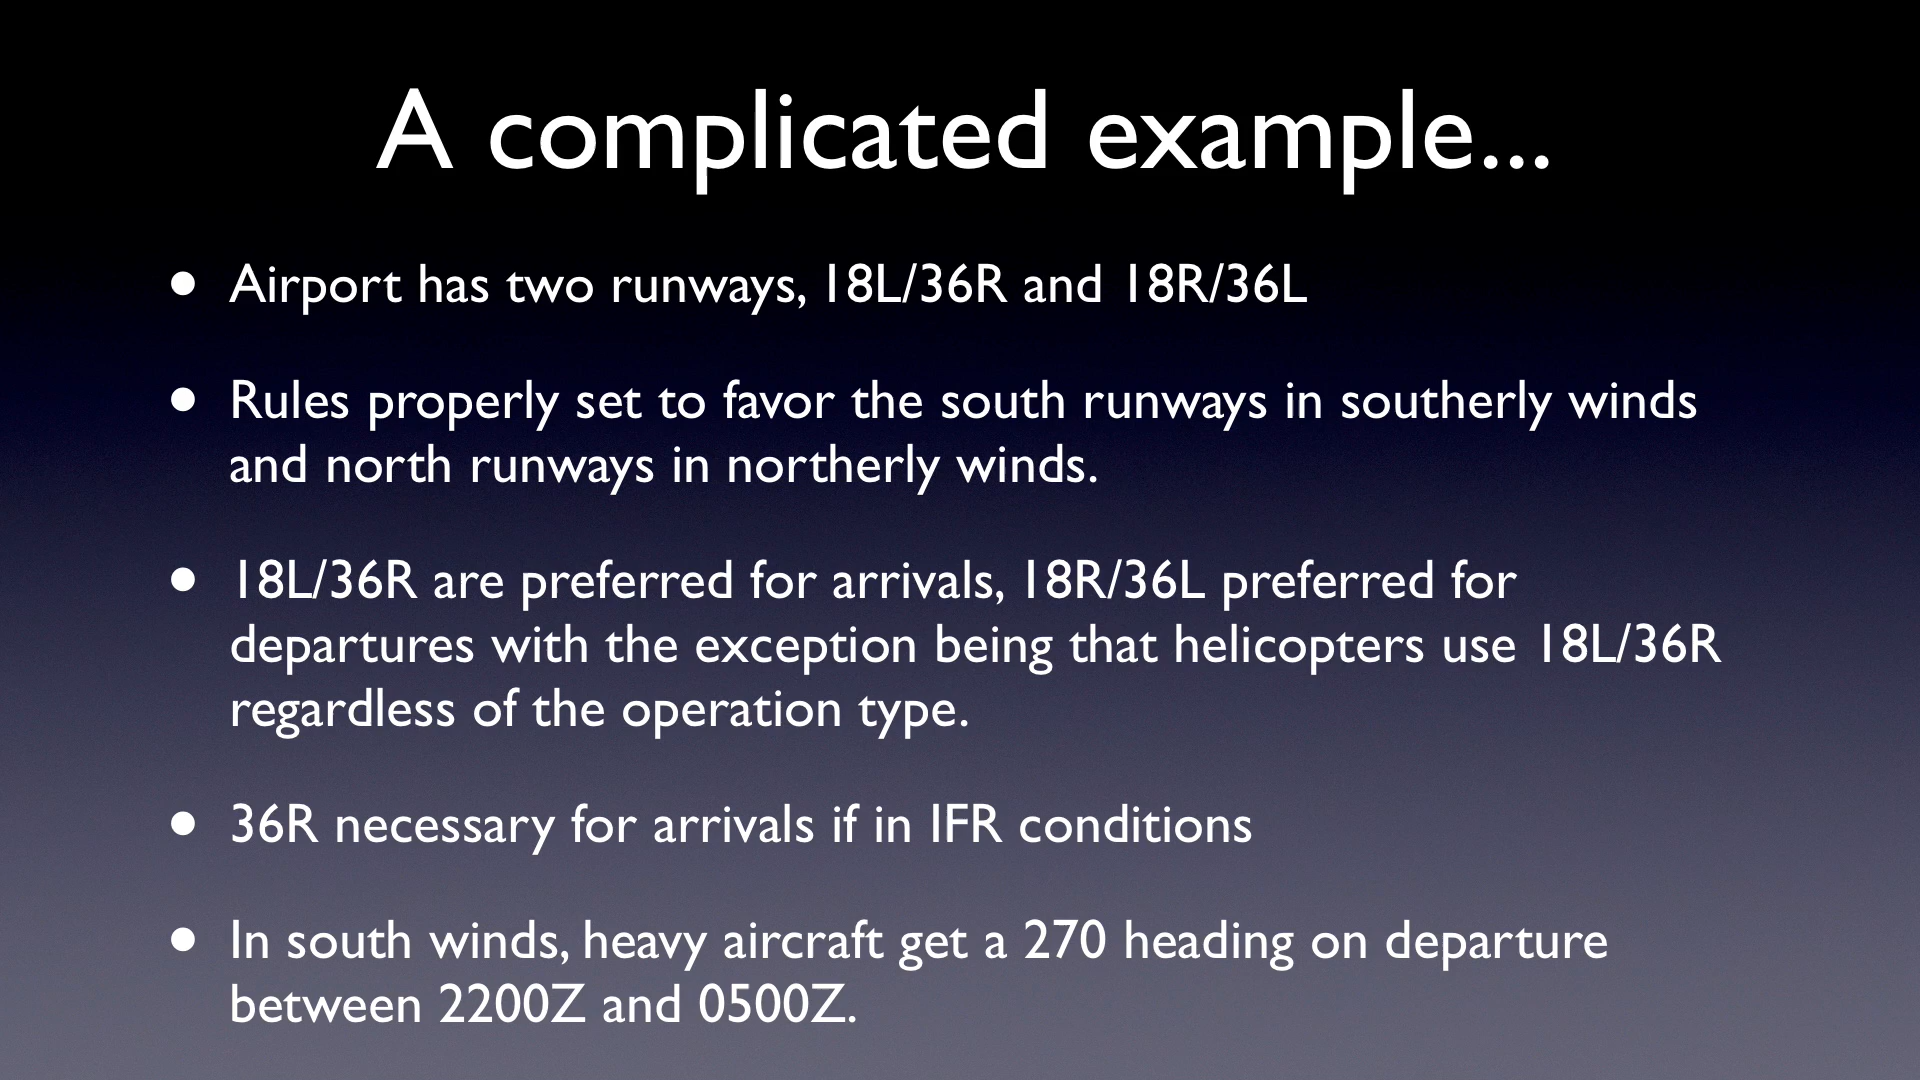 A complicated example...
• Airport has two runways, 18L/36R and 18R/36L
• Rules properly set to favor the south runways in southerly winds
and north runways in northerly winds.
• 18L/36R are preferred for arrivals, 18R/36L preferred for
departures with the exception being that helicopters use 18L/36R
regardless of the operation type.
• 36R necessary for arrivals if in IFR conditions
• In south winds, heavy aircraft get a 270 heading on departure
between 2200Z and 0500Z.